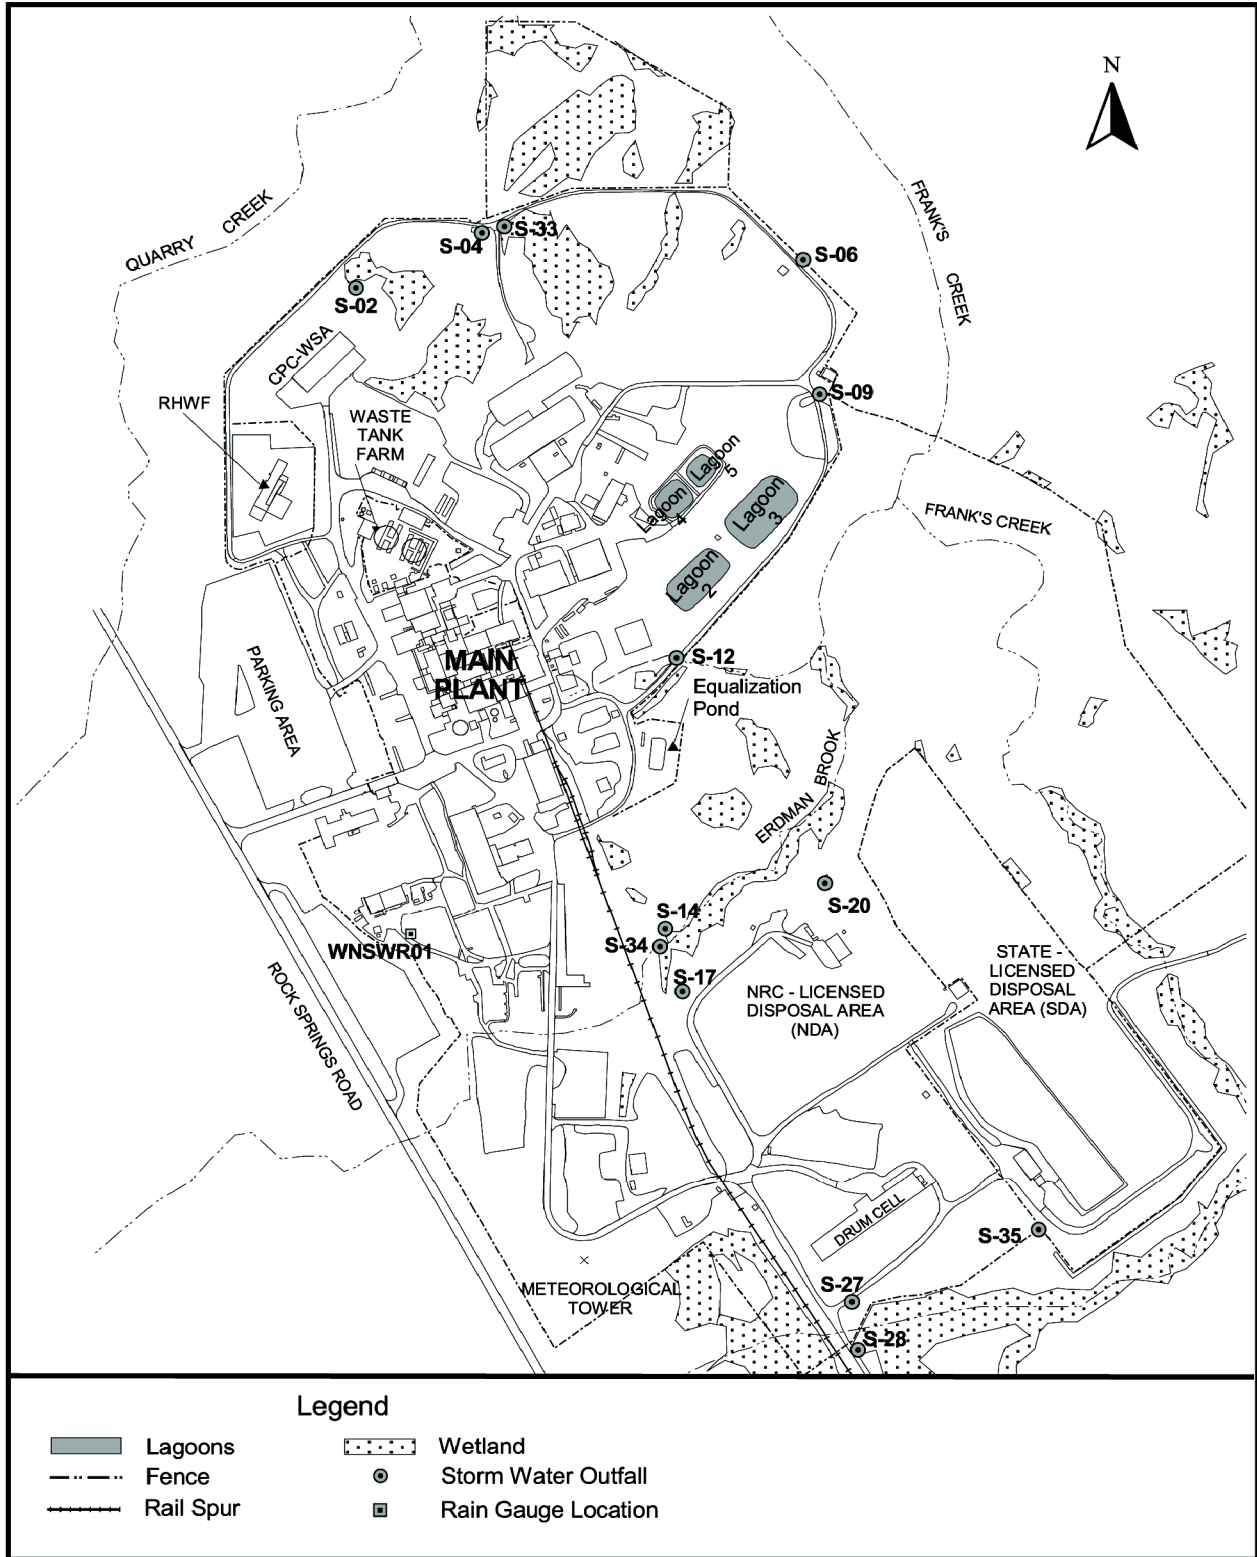 N
FRANK'S
CREEK
QUARRY CREEK
S-04
S-33
S-06
S-02
CPC-WSA
RHWF
WASTE
TANK
FARM
S-09
Lagoon
5
Lagoon
4
Lagoon
3
Lagoon
2
FRANK'S CREEK
PARKING AREA
MAIN
PLANT
S-12
Equalization
Pond
ERDMAN BROOK
S-20
S-14
S-34
S-17
WNSWR01
ROCK SPRINGS ROAD
NRC - LICENSED
DISPOSAL AREA
(NDA)
STATE -
LICENSED
DISPOSAL
AREA (SDA)
DRUM CELL
S-35
METEOROLOGICAL
TOWER
S-27
S-28
Legend
Lagoons
Fence
Rail Spur
Wetland
Storm Water Outfall
Rain Gauge Location